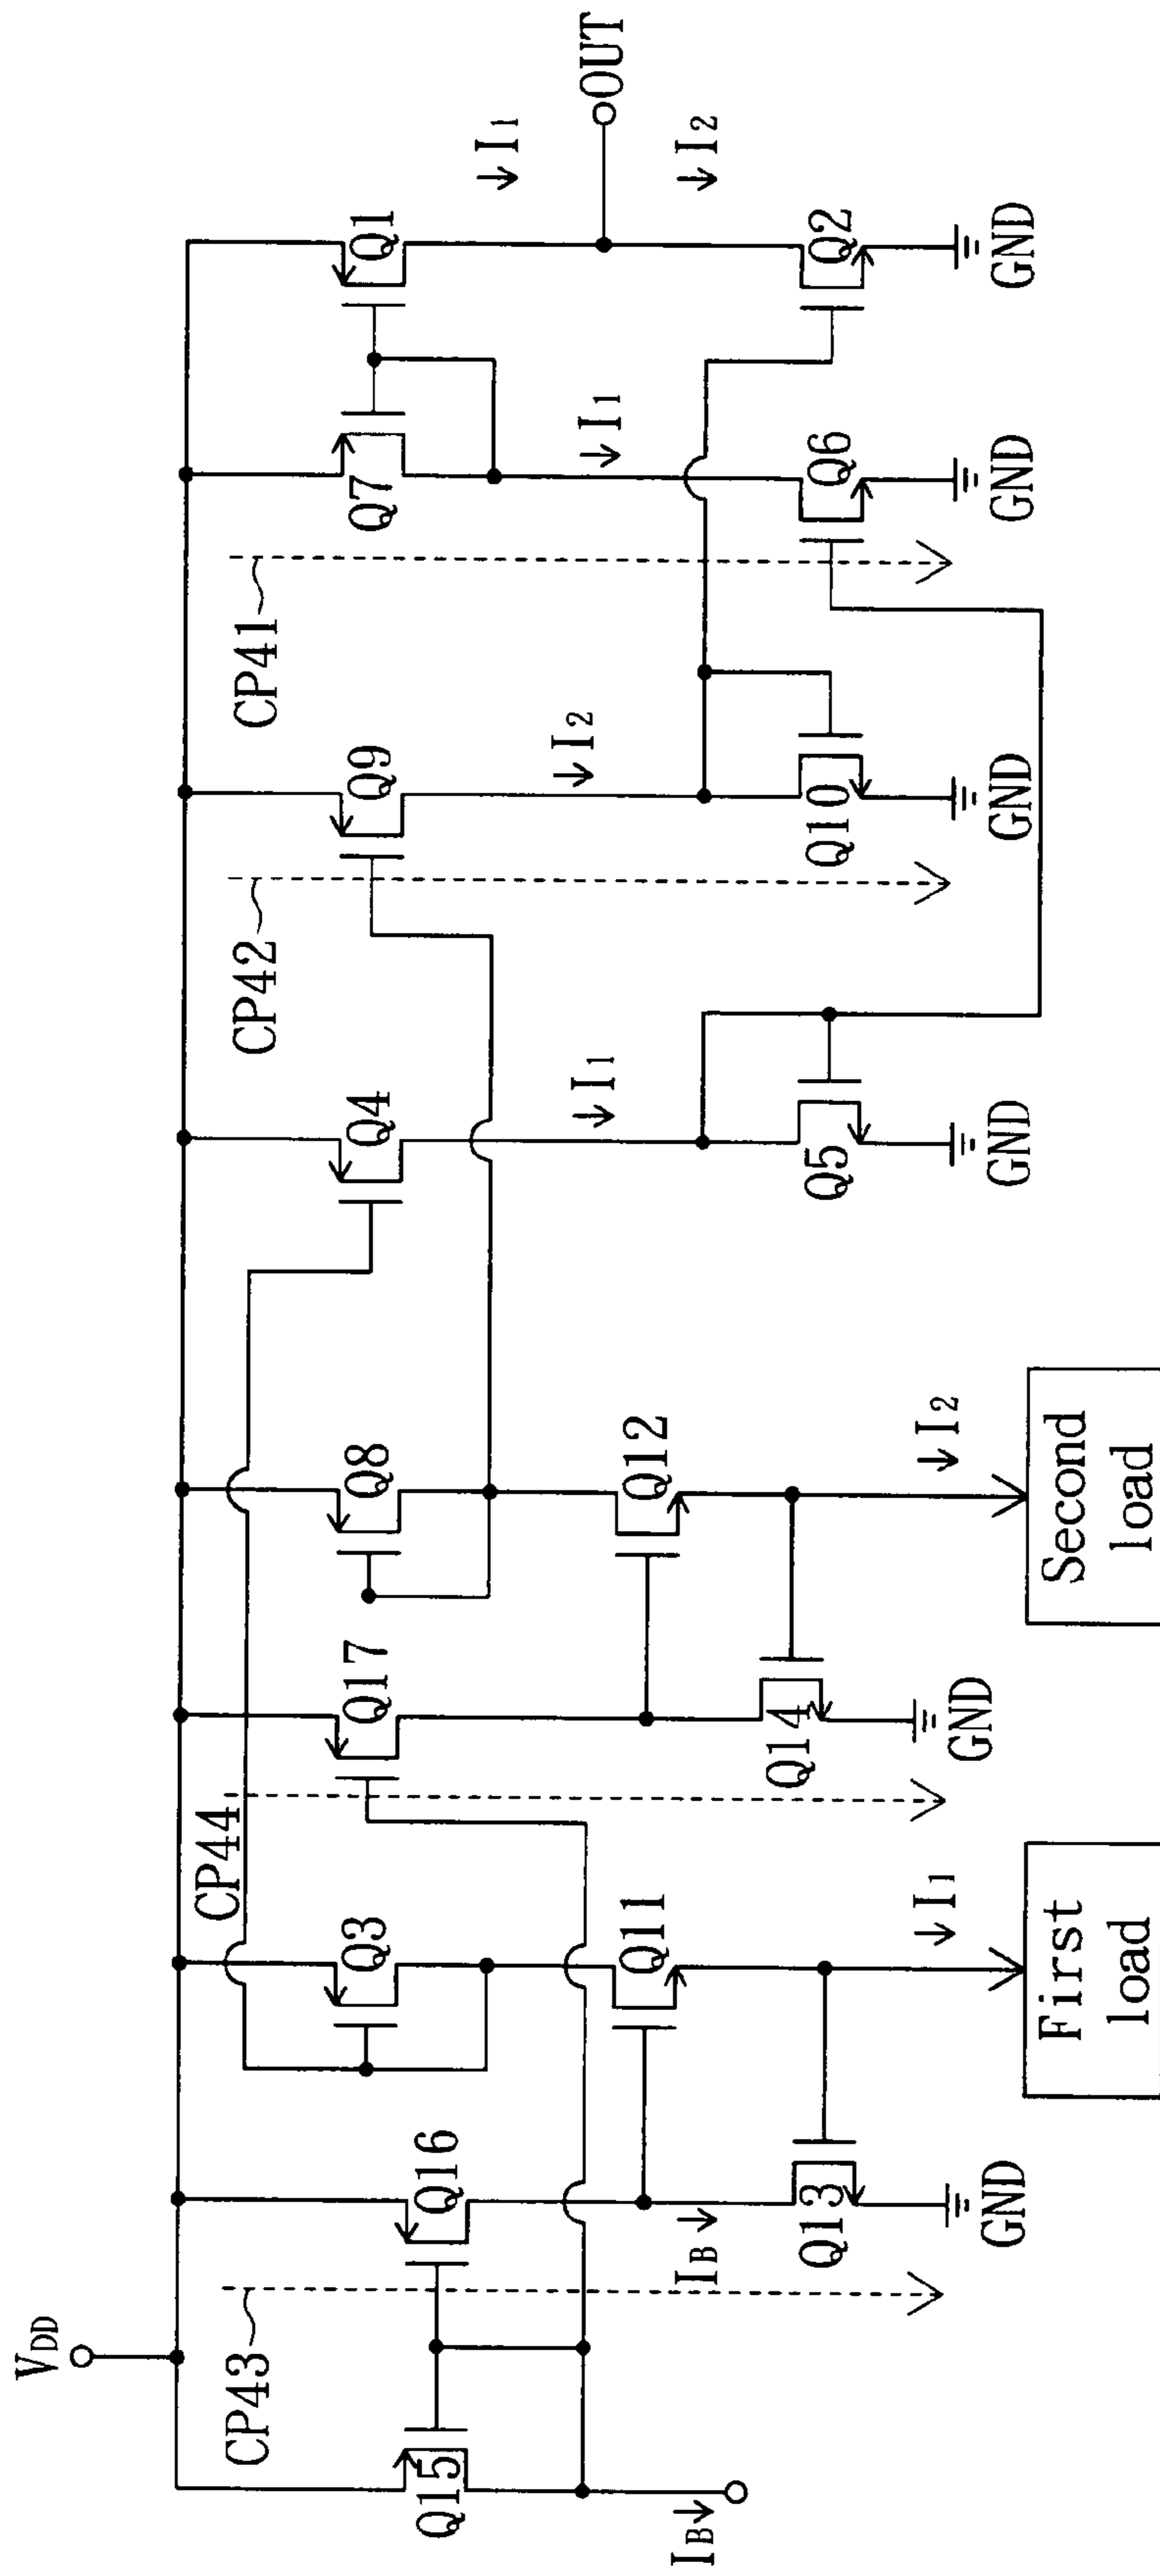 VDD
CP43
Q15
IB
Q16
IB
Q13
GND
Q3
Q11
I1
First
load
CP44
Q17
Q14
GND
Q8
Q12
I2
Second
load
Q4
I1
Q5
GND
CP42
Q9
I2
Q10
GND
CP41
Q7
I1
Q6
GND
Q1
I1
OUT
I2
Q2
GND